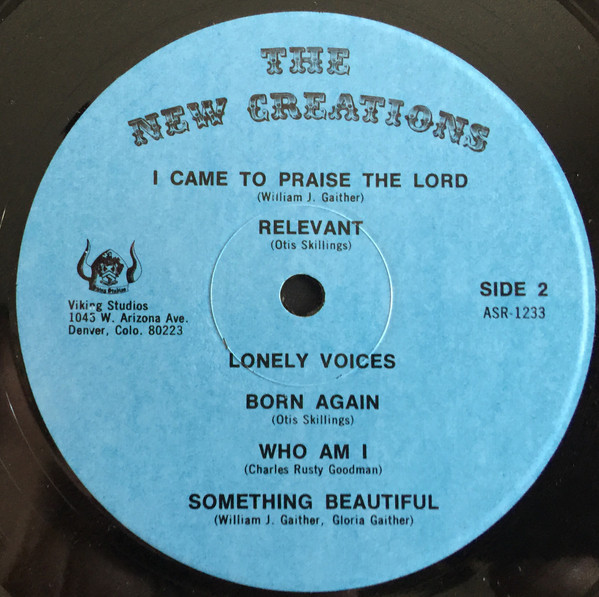 THE
NEW CREATIONS
I CAME TO PRAISE THE LORD
(William J. Gaither)
RELEVANT
(Otis Skillings)
Viking Studios
1045 W. Arizona Ave.
Denver, Colo. 80223
SIDE 2
ASR-1233
LONELY VOICES
BORN AGAIN
(Otis Skillings)
WHO AM I
(Charles Rusty Goodman)
SOMETHING BEAUTIFUL
(William J. Gaither, Gloria Gaither)